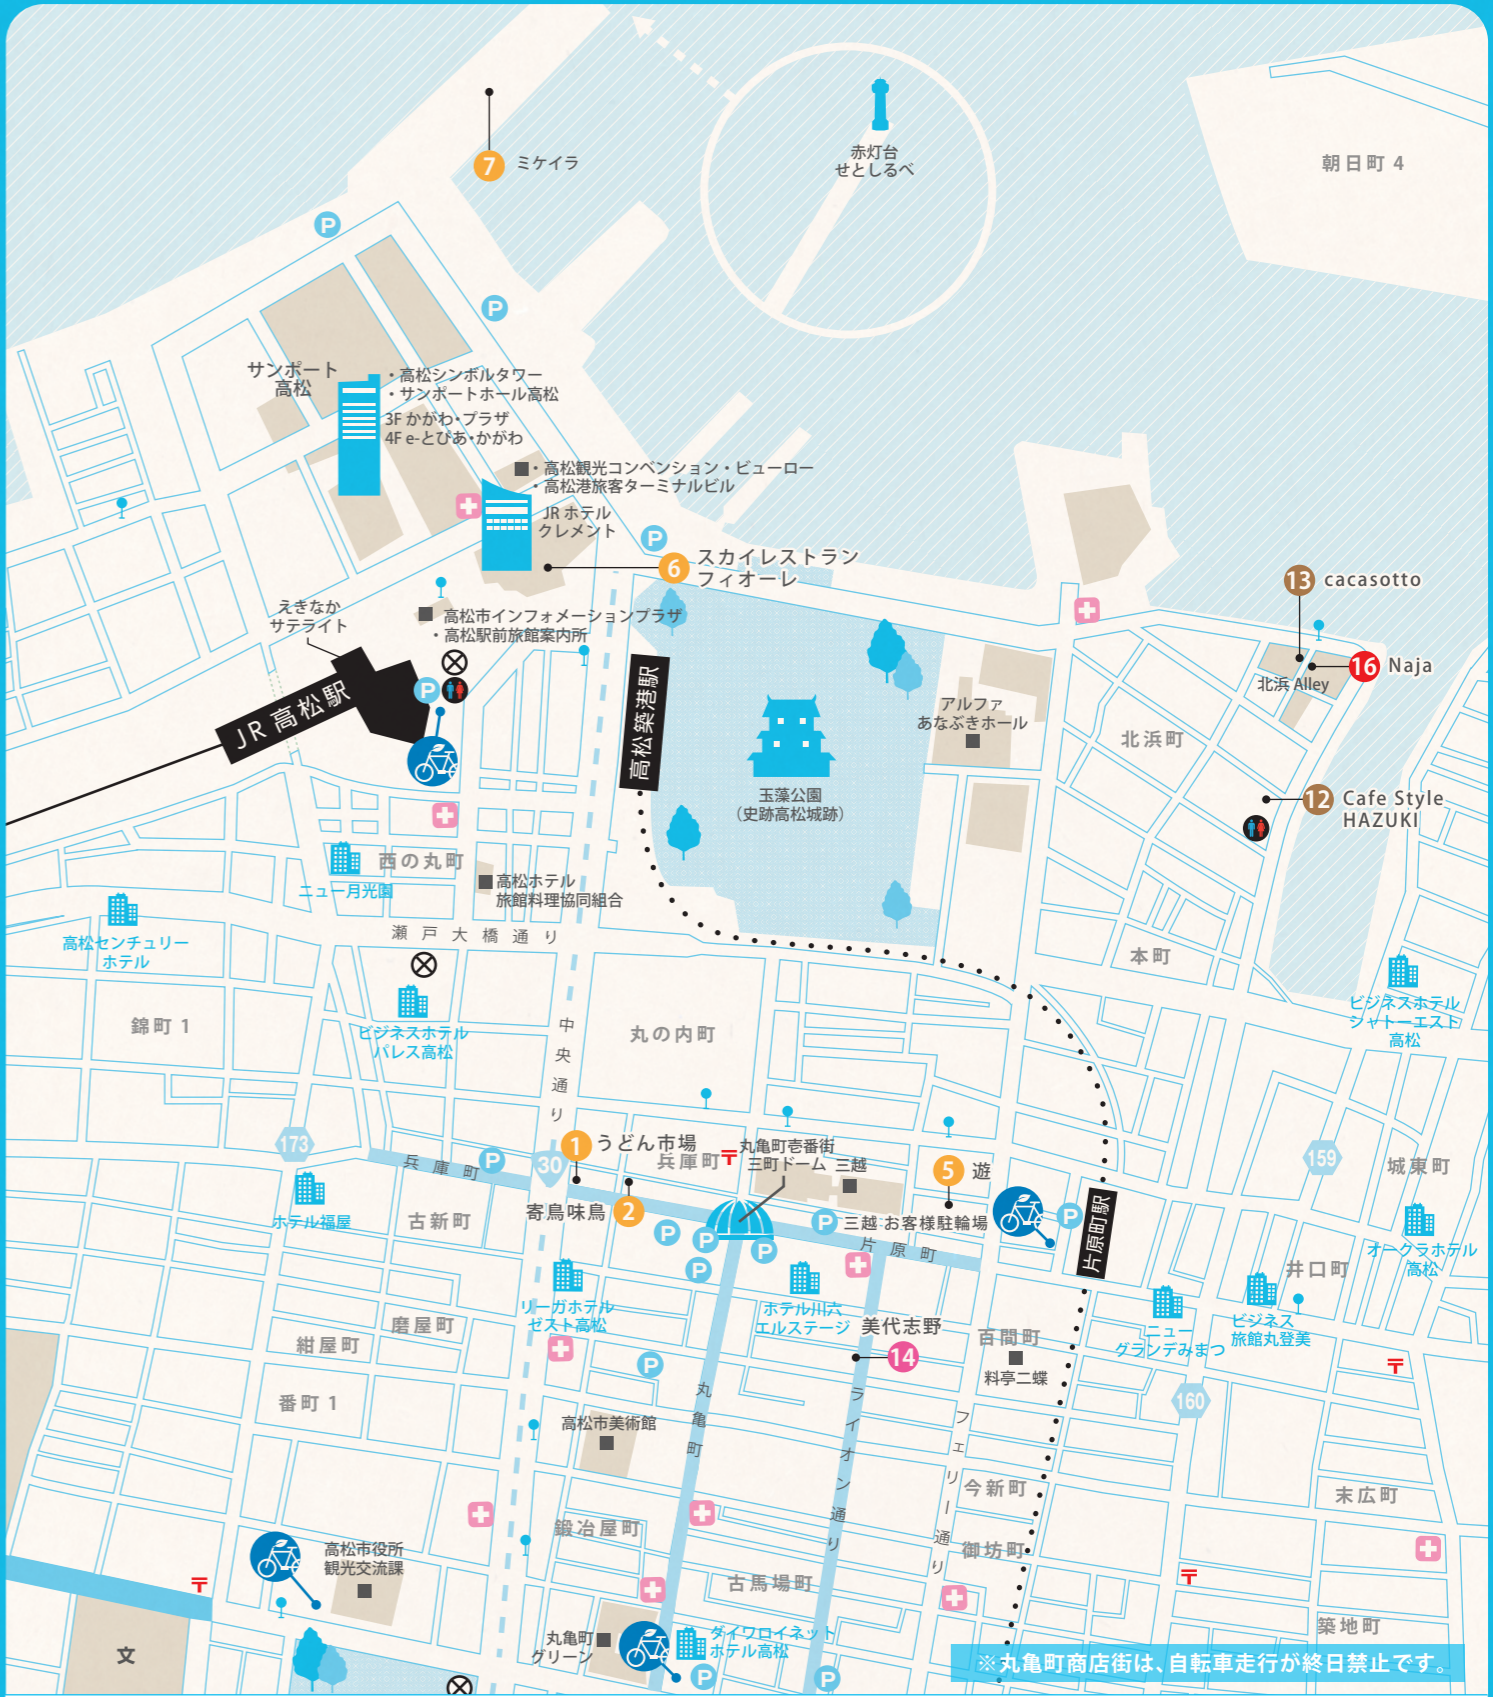 7
ミケイラ
赤灯台
せとしるべ
朝日町 4
P
P
サンポート
高松
・高松シンボルタワー
・サンポートホール高松
3F かがわ・プラザ
4F e-とぴあ・かがわ
・高松観光コンベンション・ビューロー
・高松港旅客ターミナルビル
JR ホテル
クレメント
P
6
スカイレストラン
フィオーレ
13
cacasotto
えきなか
サテライト
高松市インフォメーションプラザ
・高松駅前旅館案内所
16
Naja
北浜 Alley
P
JR 高松駅
高松築港駅
アルファ
あなぶきホール
北浜町
玉藻公園
（史跡高松城跡）
12
Cafe Style
HAZUKI
西の丸町
ニュー月光園
高松ホテル
旅館料理協同組合
高松センチュリー
ホテル
瀬戸大橋通り
本町
ビジネスホテル
シャトーエスト
高松
錦町 1
ビジネスホテル
パレス高松
中央通り
丸の内町
173
兵庫町
P
30
1
うどん市場
兵庫町
〒
丸亀町壱番街
三町ドーム
三越
5
遊
159
城東町
ホテル福屋
古新町
寄鳥味鳥
2
P
P
P
P
P
三越 お客様駐輪場
片原町
P
片原町駅
オークラホテル
高松
井口町
リーガホテル
ゼスト高松
ホテル川六
エルステージ
美代志野
14
百間町
料亭二蝶
ニュー
グランデみまつ
ビジネス
旅館丸登美
磨屋町
紺屋町
番町 1
P
丸亀町
ライオン通り
フェリー通り
160
〒
高松市美術館
今新町
末広町
鍛冶屋町
御坊町
高松市役所
観光交流課
〒
古馬場町
〒
築地町
文
丸亀町
グリーン
ダイワロイネット
ホテル高松
P
P
※丸亀町商店街は、自転車走行が終日禁止です。